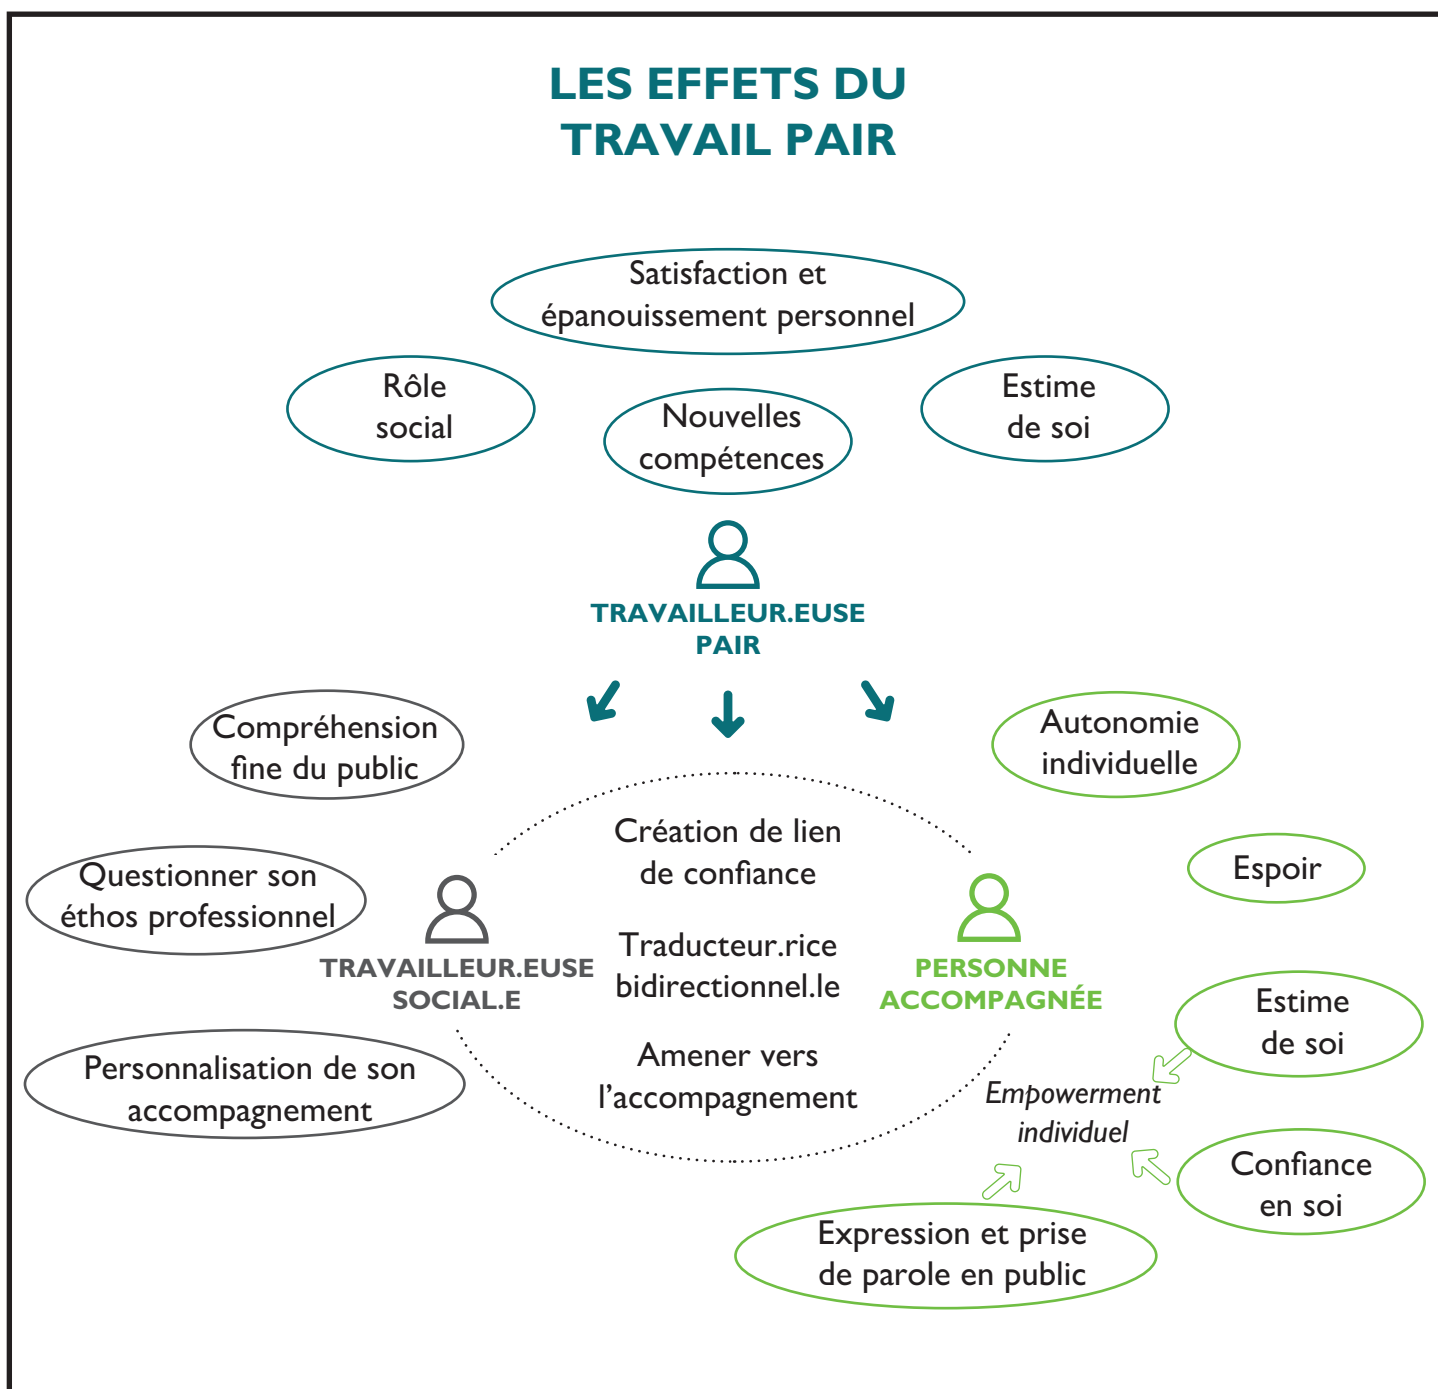 LES EFFETS DU
TRAVAIL PAIR
Satisfaction et
épanouissement personnel
Rôle
social
Nouvelles
compétences
Estime
de soi
TRAVAILLEUR.EUSE
PAIR
Compréhension
fine du public
Autonomie
individuelle
Création de lien
de confiance
Questionner son
éthos professionnel
Espoir
TRAVAILLEUR.EUSE
SOCIAL.E
Traducteur.rice
bidirectionnel.le
PERSONNE
ACCOMPAGNÉE
Estime
de soi
Personnalisation de son
accompagnement
Amener vers
l'accompagnement
Empowerment
individuel
Confiance
en soi
Expression et prise
de parole en public